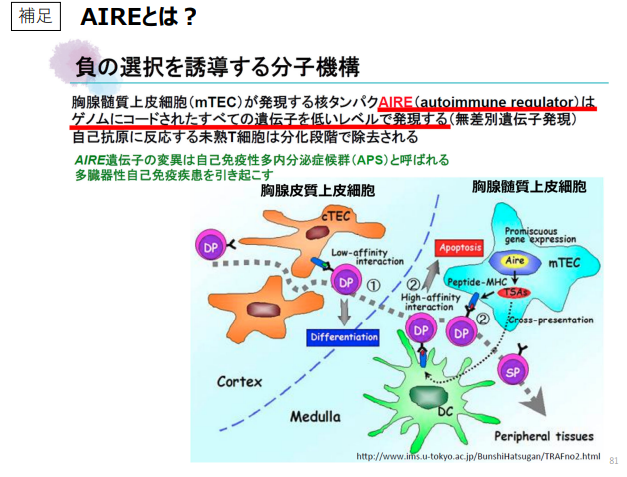 補足
AIREとは？
負の選択を誘導する分子機構
胸腺髄質上皮細胞（mTEC）が発現する核タンパクAIRE（autoimmune regulator）は
ゲノムにコードされたすべての遺伝子を低いレベルで発現する（無差別遺伝子発現）
自己抗原に反応する未熟T細胞は分化段階で除去される
AIRE遺伝子の変異は自己免疫性多内分泌症候群（APS）と呼ばれる
多臓器性自己免疫疾患を引き起こす
胸腺皮質上皮細胞
胸腺髄質上皮細胞
cTEC
DP
Low-affinity
interaction
DP
①
Differentiation
Apoptosis
②
High-affinity
interaction
Promiscuous
gene expression
Aire
mTEC
Peptide-MHC
TSAs
②
Cross-presentation
DP
DP
SP
DC
Cortex
Medulla
Peripheral tissues
http://www.ims.u-tokyo.ac.jp/BunshiHatsugan/TRAFno2.html
81